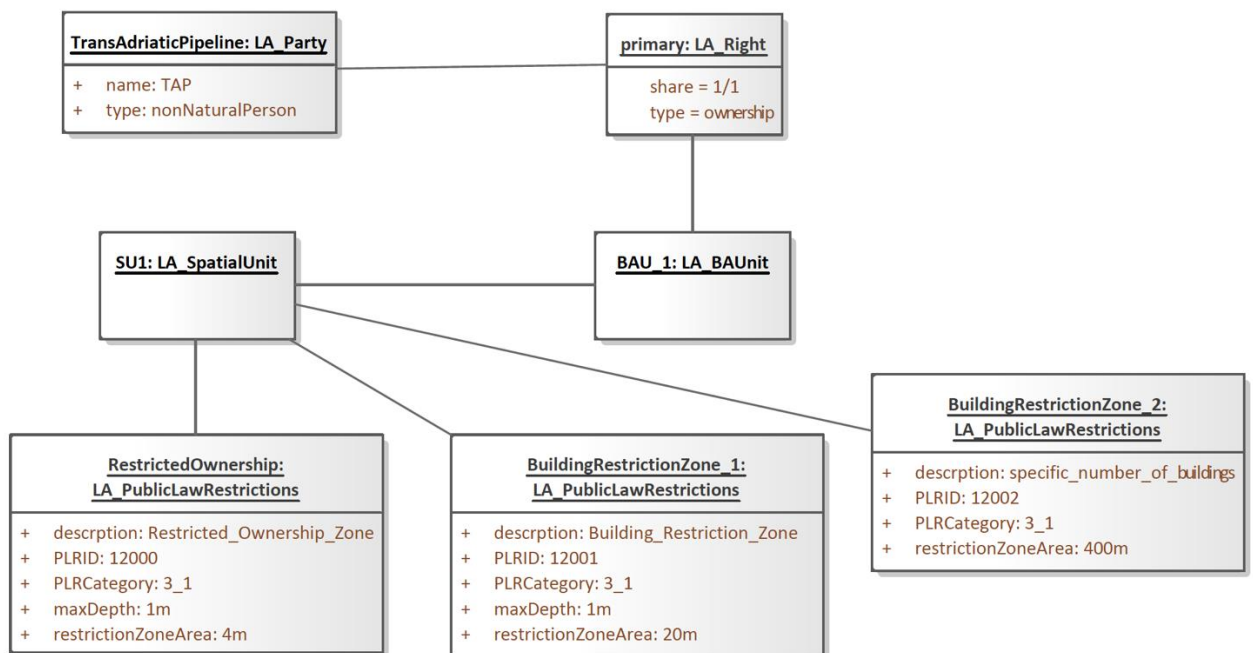 TransAdriaticPipeline: LA_Party
+ name: TAP
+ type: nonNaturalPerson
primary: LA_Right
share = 1/1
type = ownership
SU1: LA_SpatialUnit
BAU_1: LA_BAUnit
RestrictedOwnership:
LA_PublicLawRestrictions
+ descrption: Restricted_Ownership_Zone
+ PLRID: 12000
+ PLRCategory: 3_1
+ maxDepth: 1m
+ restrictionZoneArea: 4m
BuildingRestrictionZone_1:
LA_PublicLawRestrictions
+ descrption: Building_Restriction_Zone
+ PLRID: 12001
+ PLRCategory: 3_1
+ maxDepth: 1m
+ restrictionZoneArea: 20m
BuildingRestrictionZone_2:
LA_PublicLawRestrictions
+ descrption: specific_number_of_buildings
+ PLRID: 12002
+ PLRCategory: 3_1
+ restrictionZoneArea: 400m